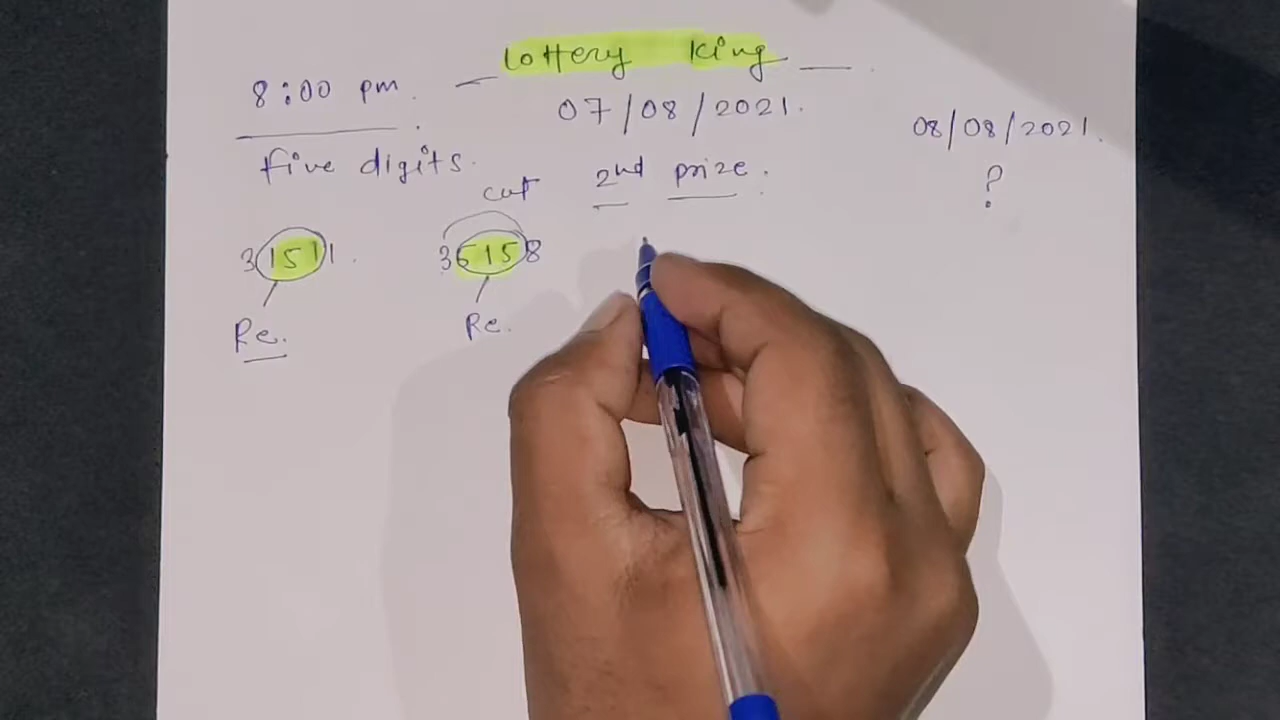 Lottery King
8:00 pm.
07/08/2021.
08/08/2021.
five digits.
cut
2nd prize.
?
31511.
35158
Re.
Re.